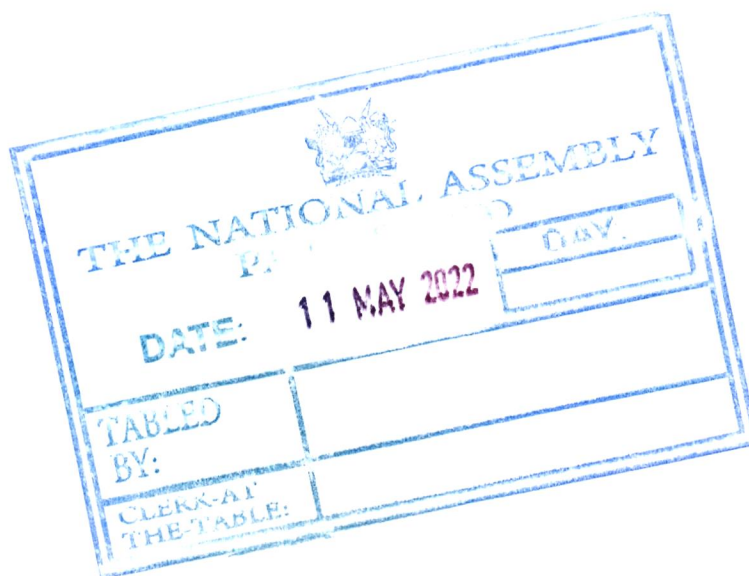 THE NATIONAL ASSEMBLY
DATE: 11 MAY 2022
DAY.
TABLED
BY:
CLERK-AT
THE-TABLE: